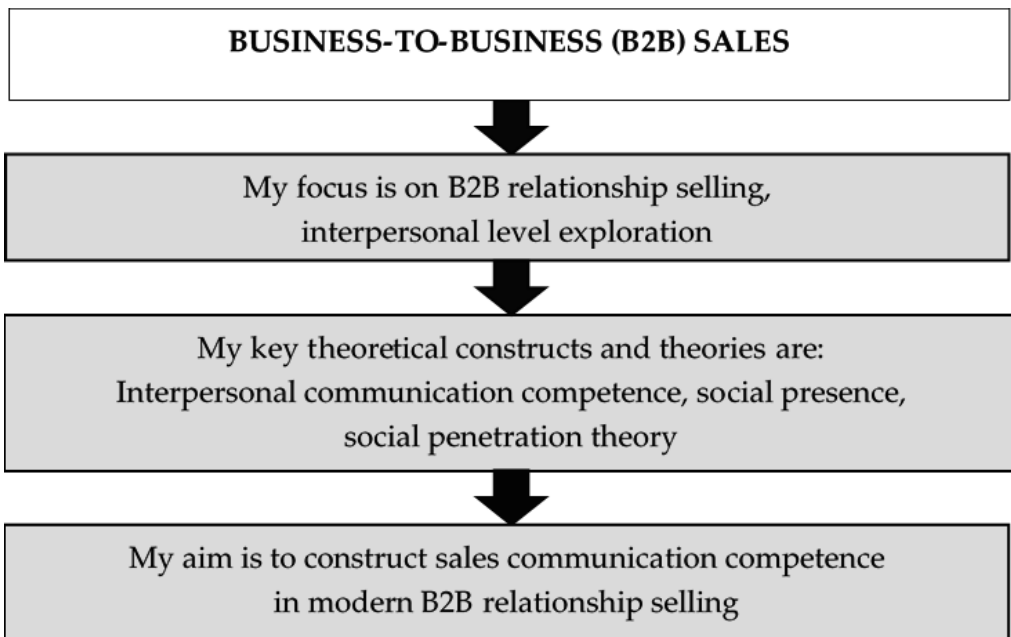 BUSINESS-TO-BUSINESS (B2B) SALES
My focus is on B2B relationship selling,
interpersonal level exploration
My key theoretical constructs and theories are:
Interpersonal communication competence, social presence,
social penetration theory
My aim is to construct sales communication competence
in modern B2B relationship selling